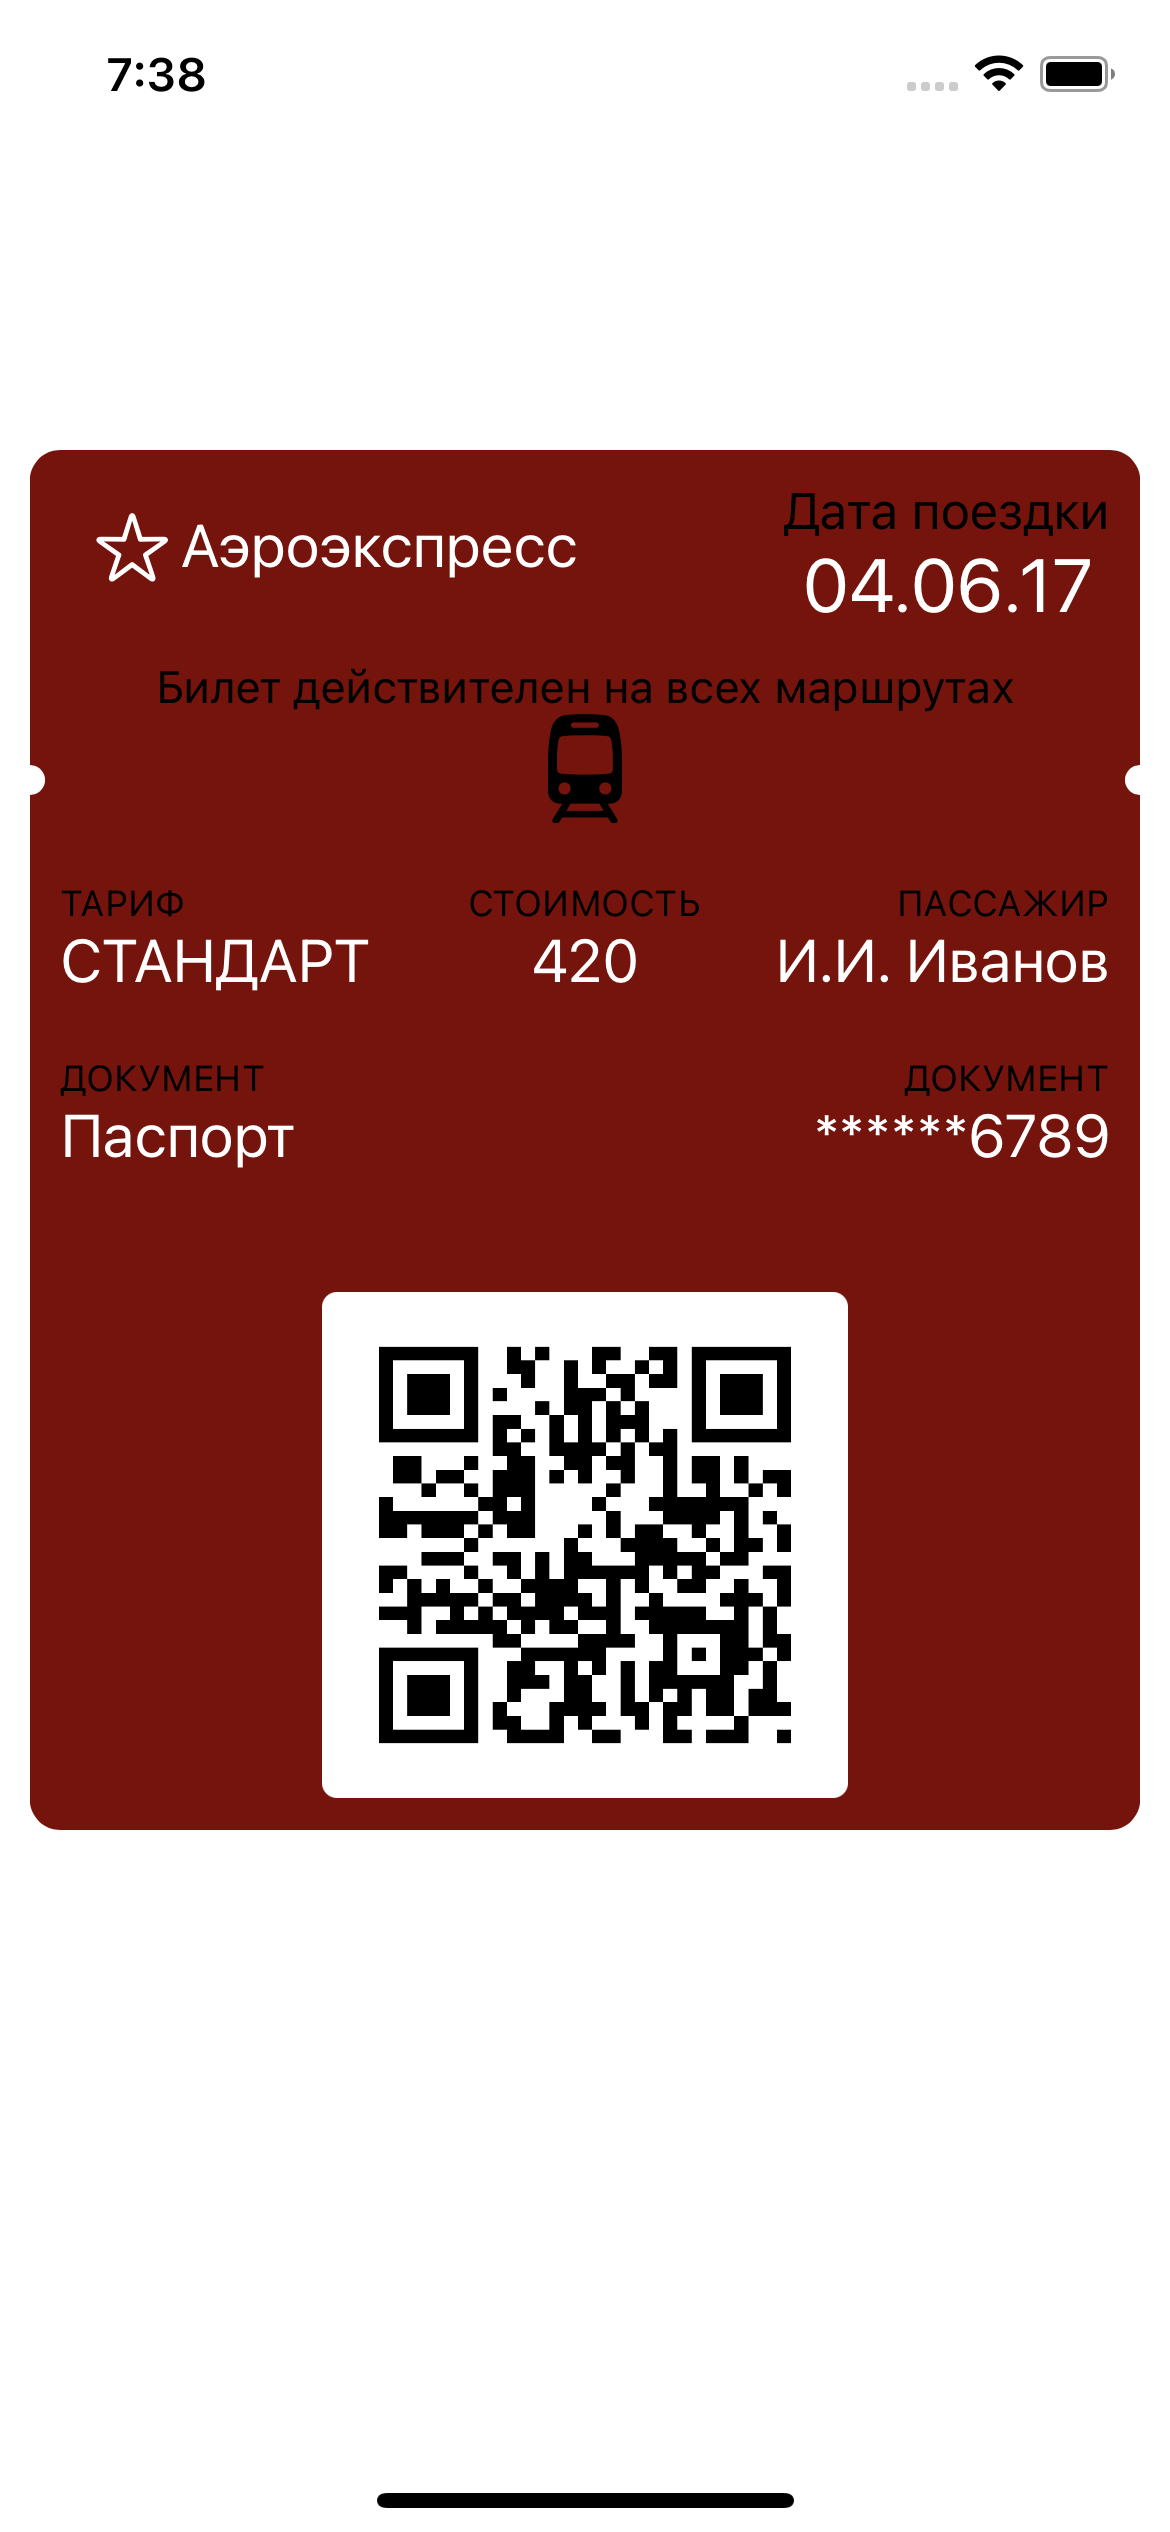 7:38
Аэроэкспресс
Дата поездки
04.06.17
Билет действителен на всех маршрутах
ТАРИФ СТОИМОСТЬ ПАССАЖИР
СТАНДАРТ 420 И.И. Иванов
ДОКУМЕНТ ДОКУМЕНТ
Паспорт ******6789